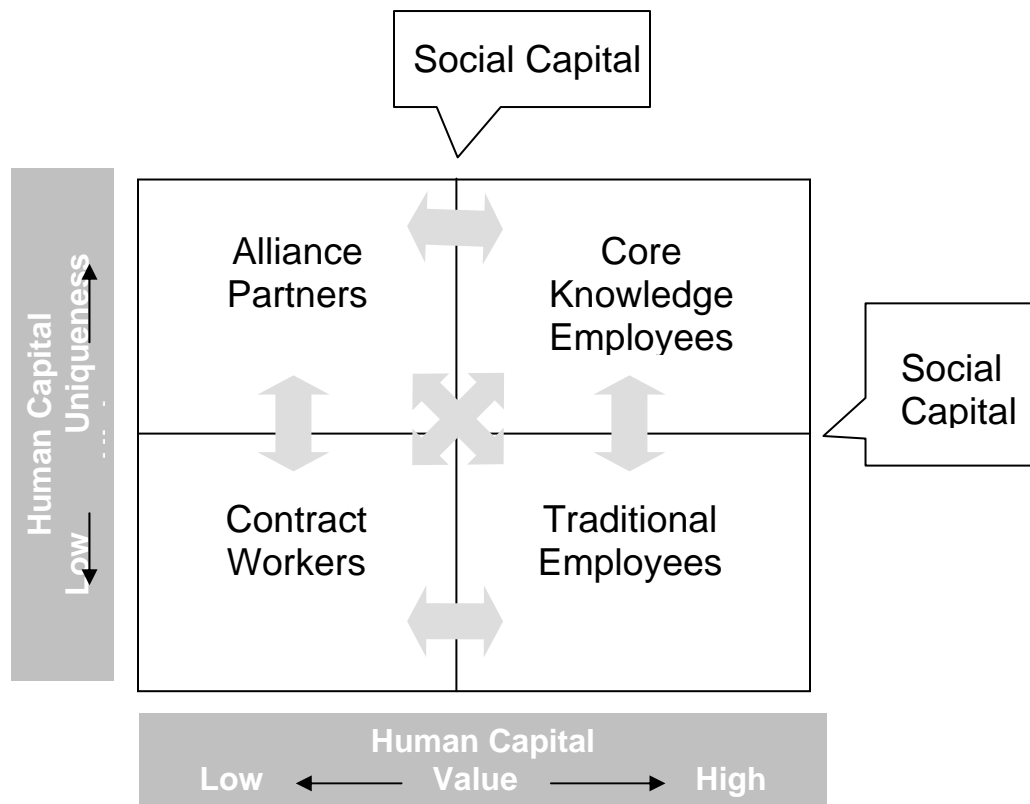 Social Capital
Alliance
Partners
Core
Knowledge
Employees
Social
Capital
Human Capital
Low Uniqueness
Contract
Workers
Traditional
Employees
Human Capital
Low Value High